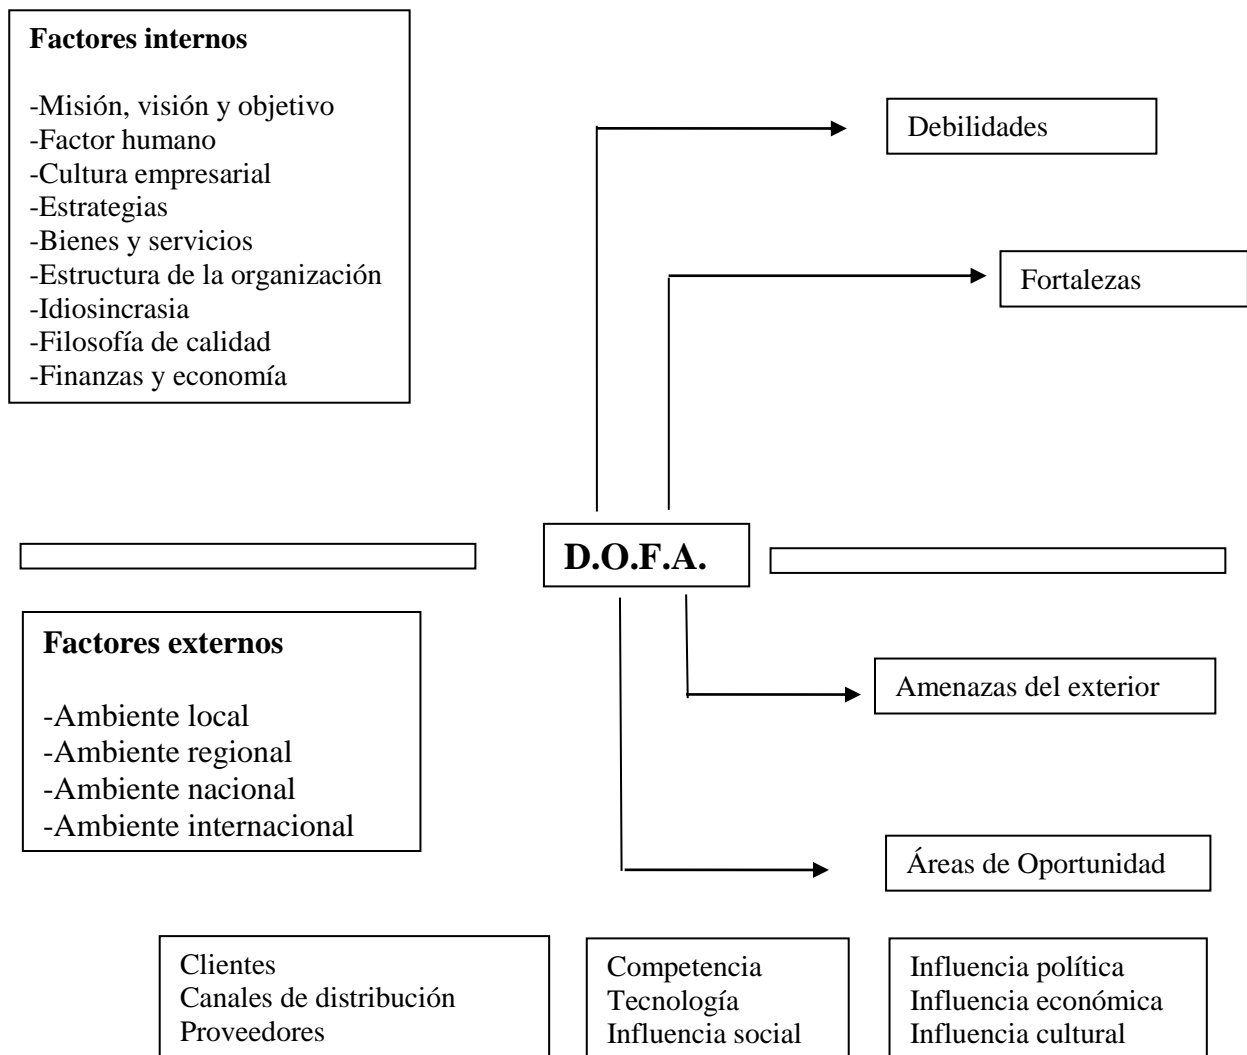 Factores internos
-Misión, visión y objetivo
-Factor humano
-Cultura empresarial
-Estrategias
-Bienes y servicios
-Estructura de la organización
-Idiosincrasia
-Filosofía de calidad
-Finanzas y economía
Debilidades
Fortalezas
D.O.F.A.
Factores externos
-Ambiente local
-Ambiente regional
-Ambiente nacional
-Ambiente internacional
Amenazas del exterior
Áreas de Oportunidad
Clientes
Canales de distribución
Proveedores
Competencia
Tecnología
Influencia social
Influencia política
Influencia económica
Influencia cultural